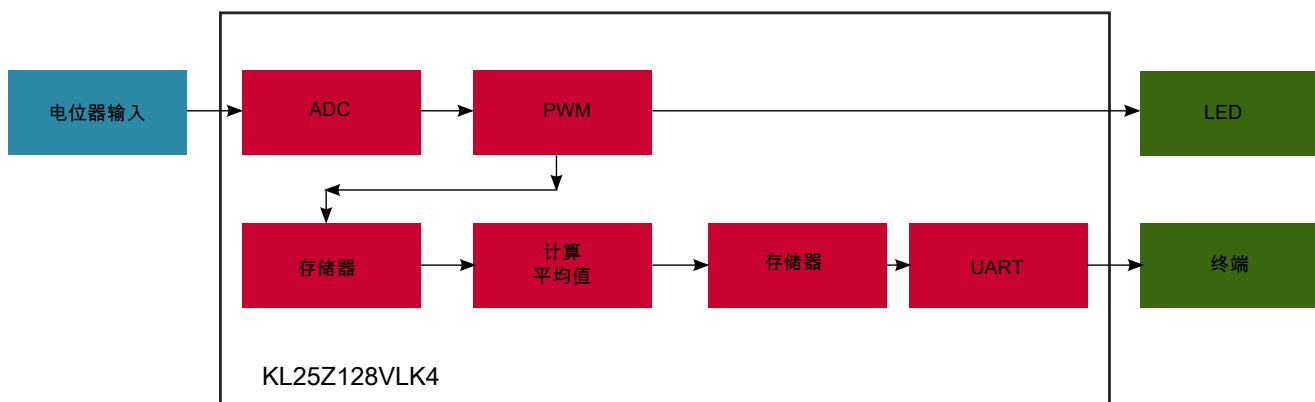 电位器输入
ADC
PWM
LED
存储器
计算
平均值
存储器
UART
终端
KL25Z128VLK4